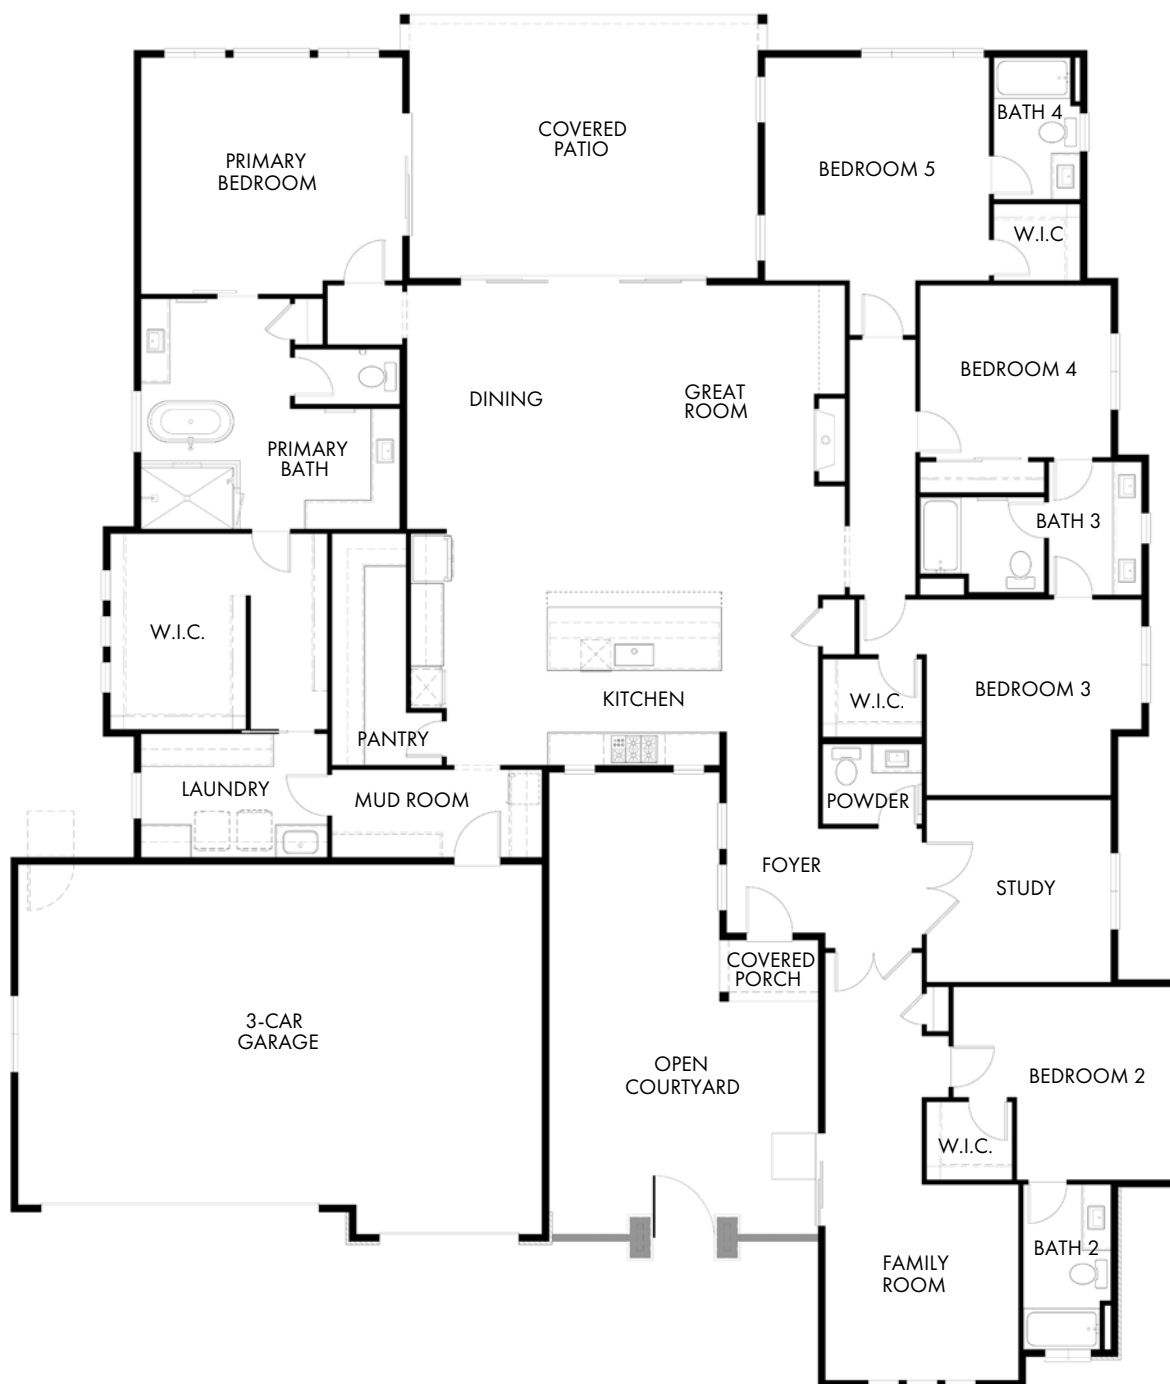 COVERED
PATIO
BATH 4
PRIMARY
BEDROOM
BEDROOM 5
W.I.C
BEDROOM 4
DINING
GREAT
ROOM
PRIMARY
BATH
BATH 3
W.I.C.
BEDROOM 3
W.I.C.
KITCHEN
PANTRY
LAUNDRY
MUD ROOM
POWDER
FOYER
STUDY
COVERED
PORCH
3-CAR
GARAGE
OPEN
COURTYARD
BEDROOM 2
W.I.C.
BATH 2
FAMILY
ROOM